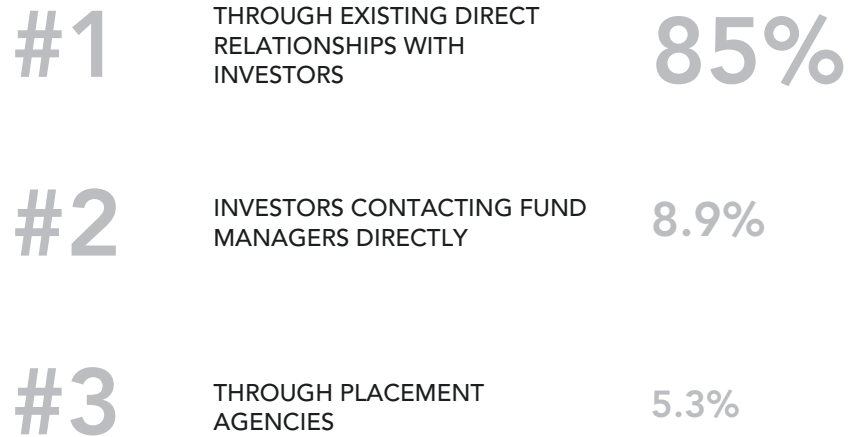 #1
THROUGH EXISTING DIRECT
RELATIONSHIPS WITH
INVESTORS
85%
#2
INVESTORS CONTACTING FUND
MANAGERS DIRECTLY
8.9%
#3
THROUGH PLACEMENT
AGENCIES
5.3%